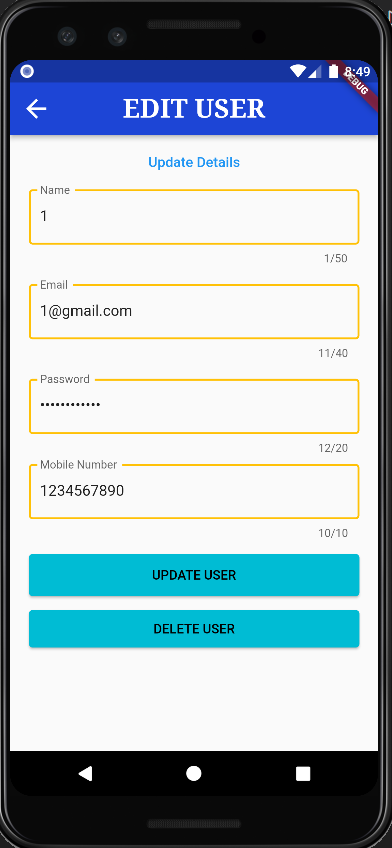 8:49
DEBUG
EDIT USER
Update Details
Name
1
1/50
Email
1@gmail.com
11/40
Password
••••••••••••
12/20
Mobile Number
1234567890
10/10
UPDATE USER
DELETE USER